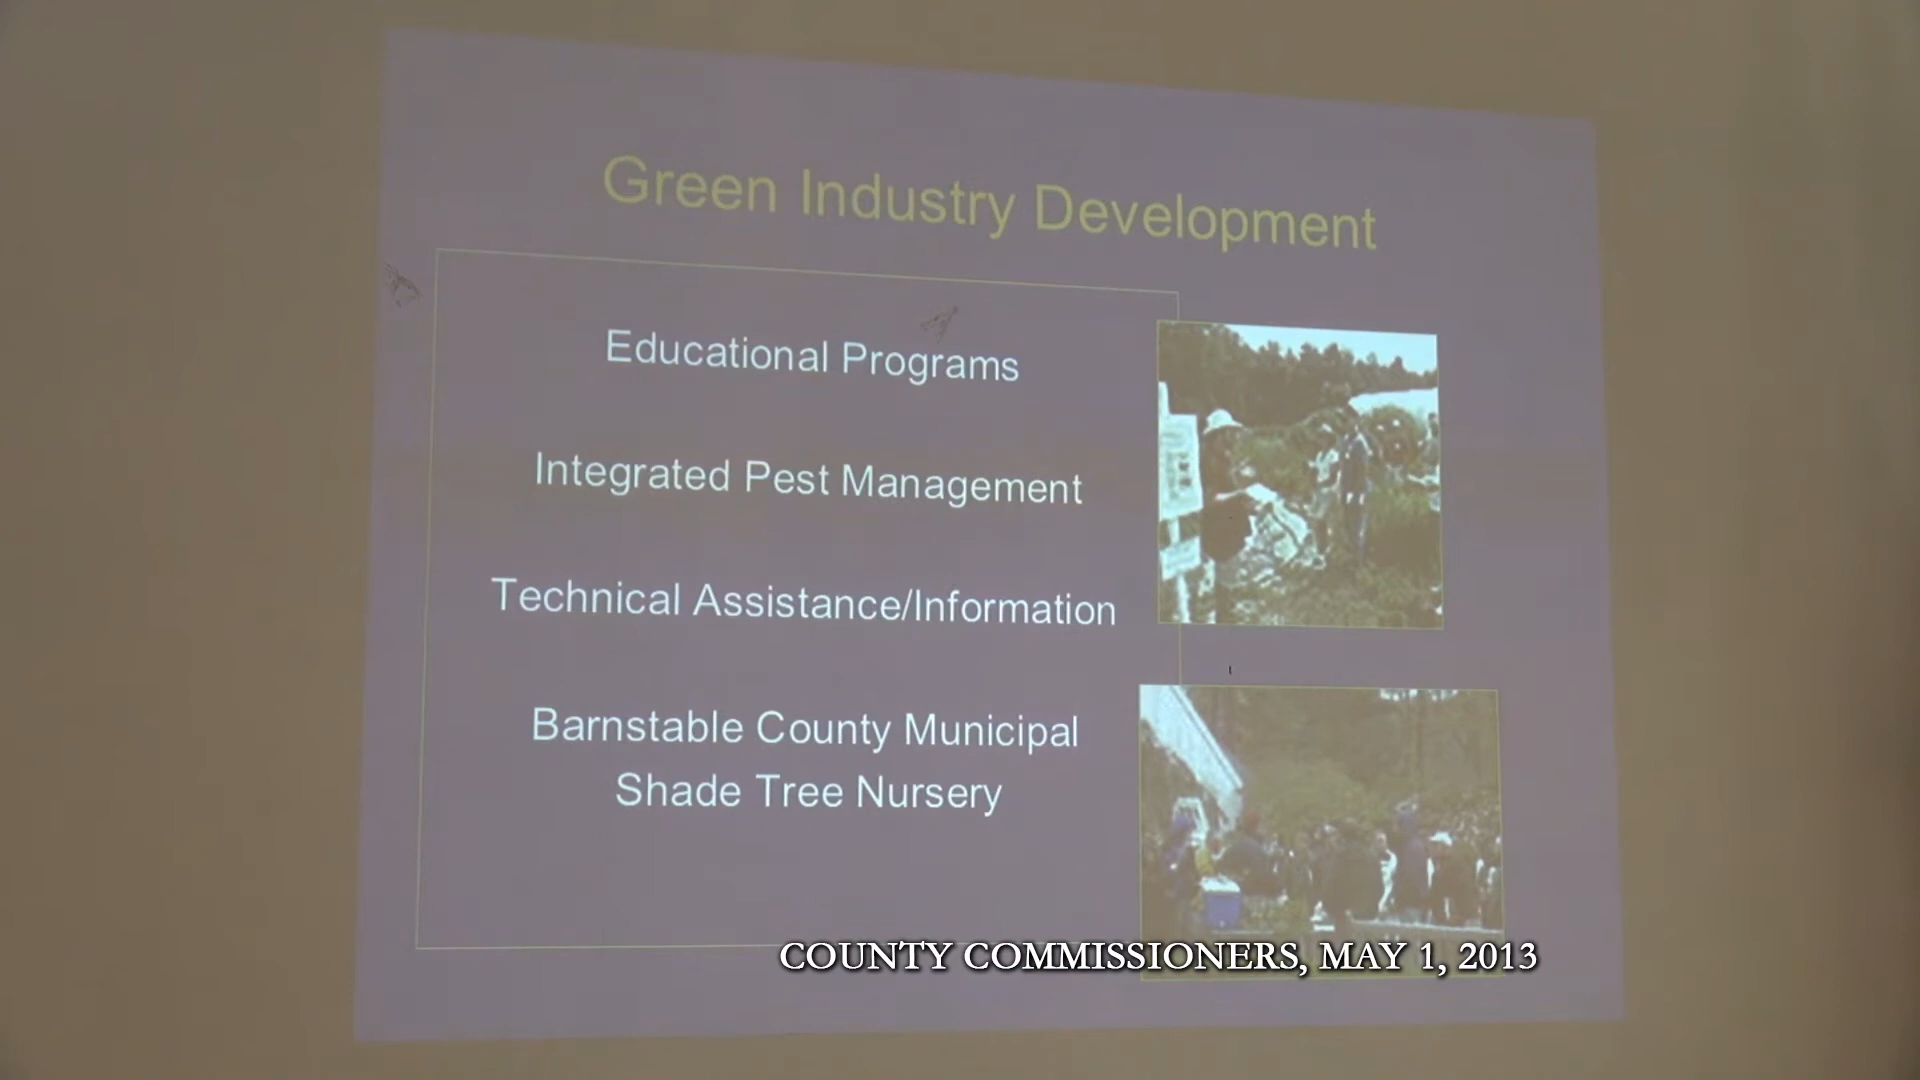 Green Industry Development
Educational Programs
Integrated Pest Management
Technical Assistance/Information
Barnstable County Municipal
Shade Tree Nursery
COUNTY COMMISSIONERS, MAY 1, 2013